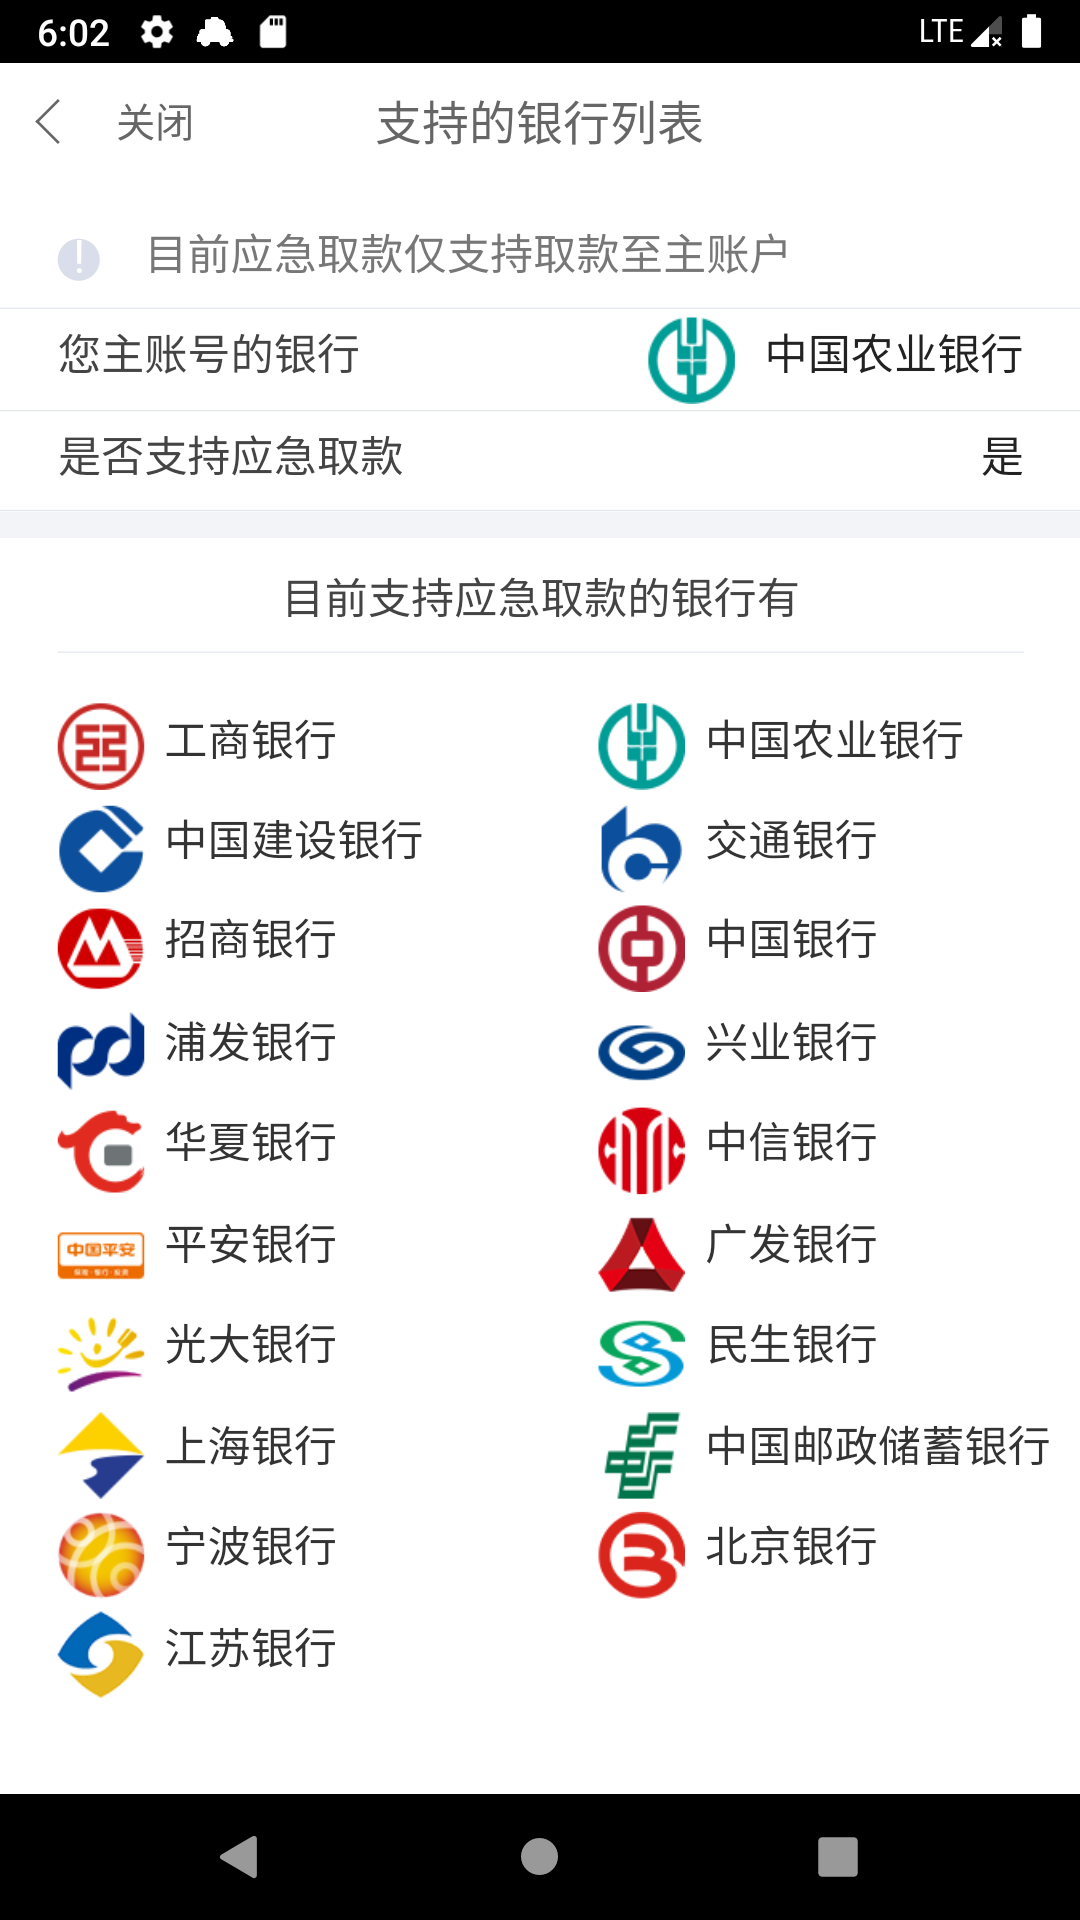 6:02 LTE
关闭 支持的银行列表
目前应急取款仅支持取款至主账户
您主账号的银行 中国农业银行
是否支持应急取款 是
目前支持应急取款的银行有
工商银行 中国农业银行
中国建设银行 交通银行
招商银行 中国银行
浦发银行 兴业银行
华夏银行 中信银行
中国平安
保险·银行·投资
平安银行 广发银行
光大银行 民生银行
上海银行 中国邮政储蓄银行
宁波银行 北京银行
江苏银行